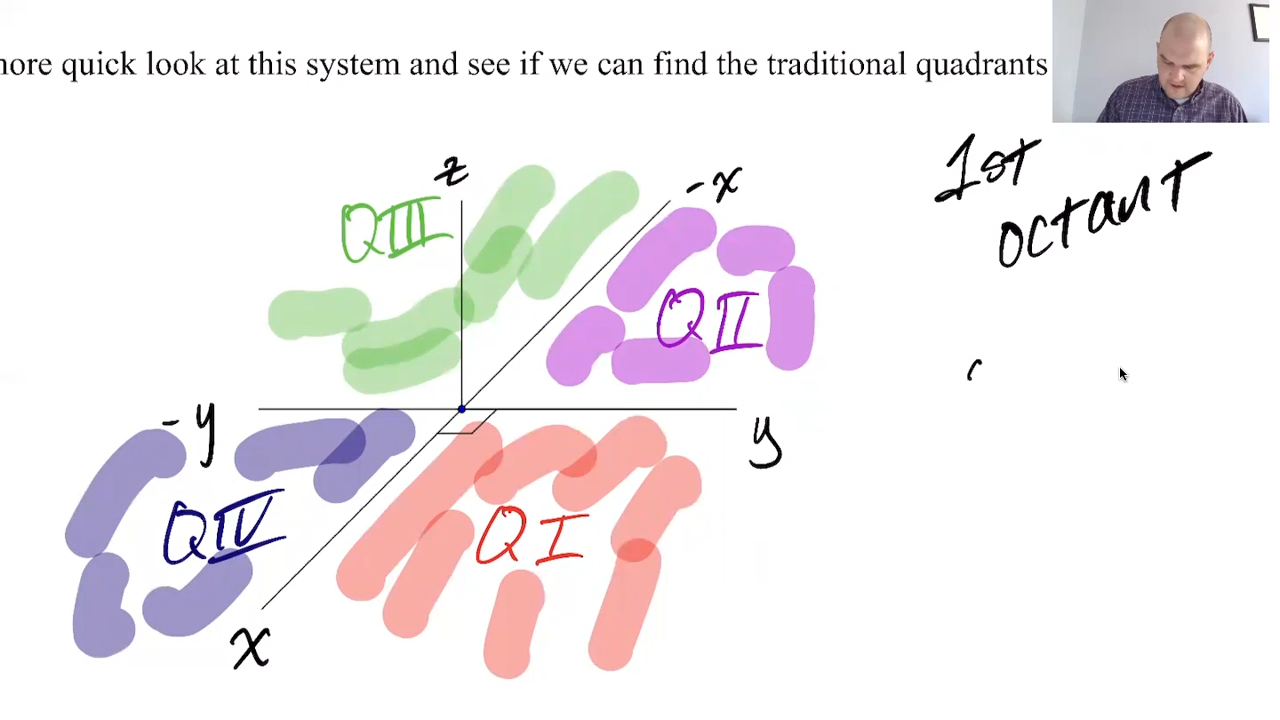 more quick look at this system and see if we can find the traditional quadrants
z
-x
QIII
1st
octant
QII
-y
y
QIV
QI
x